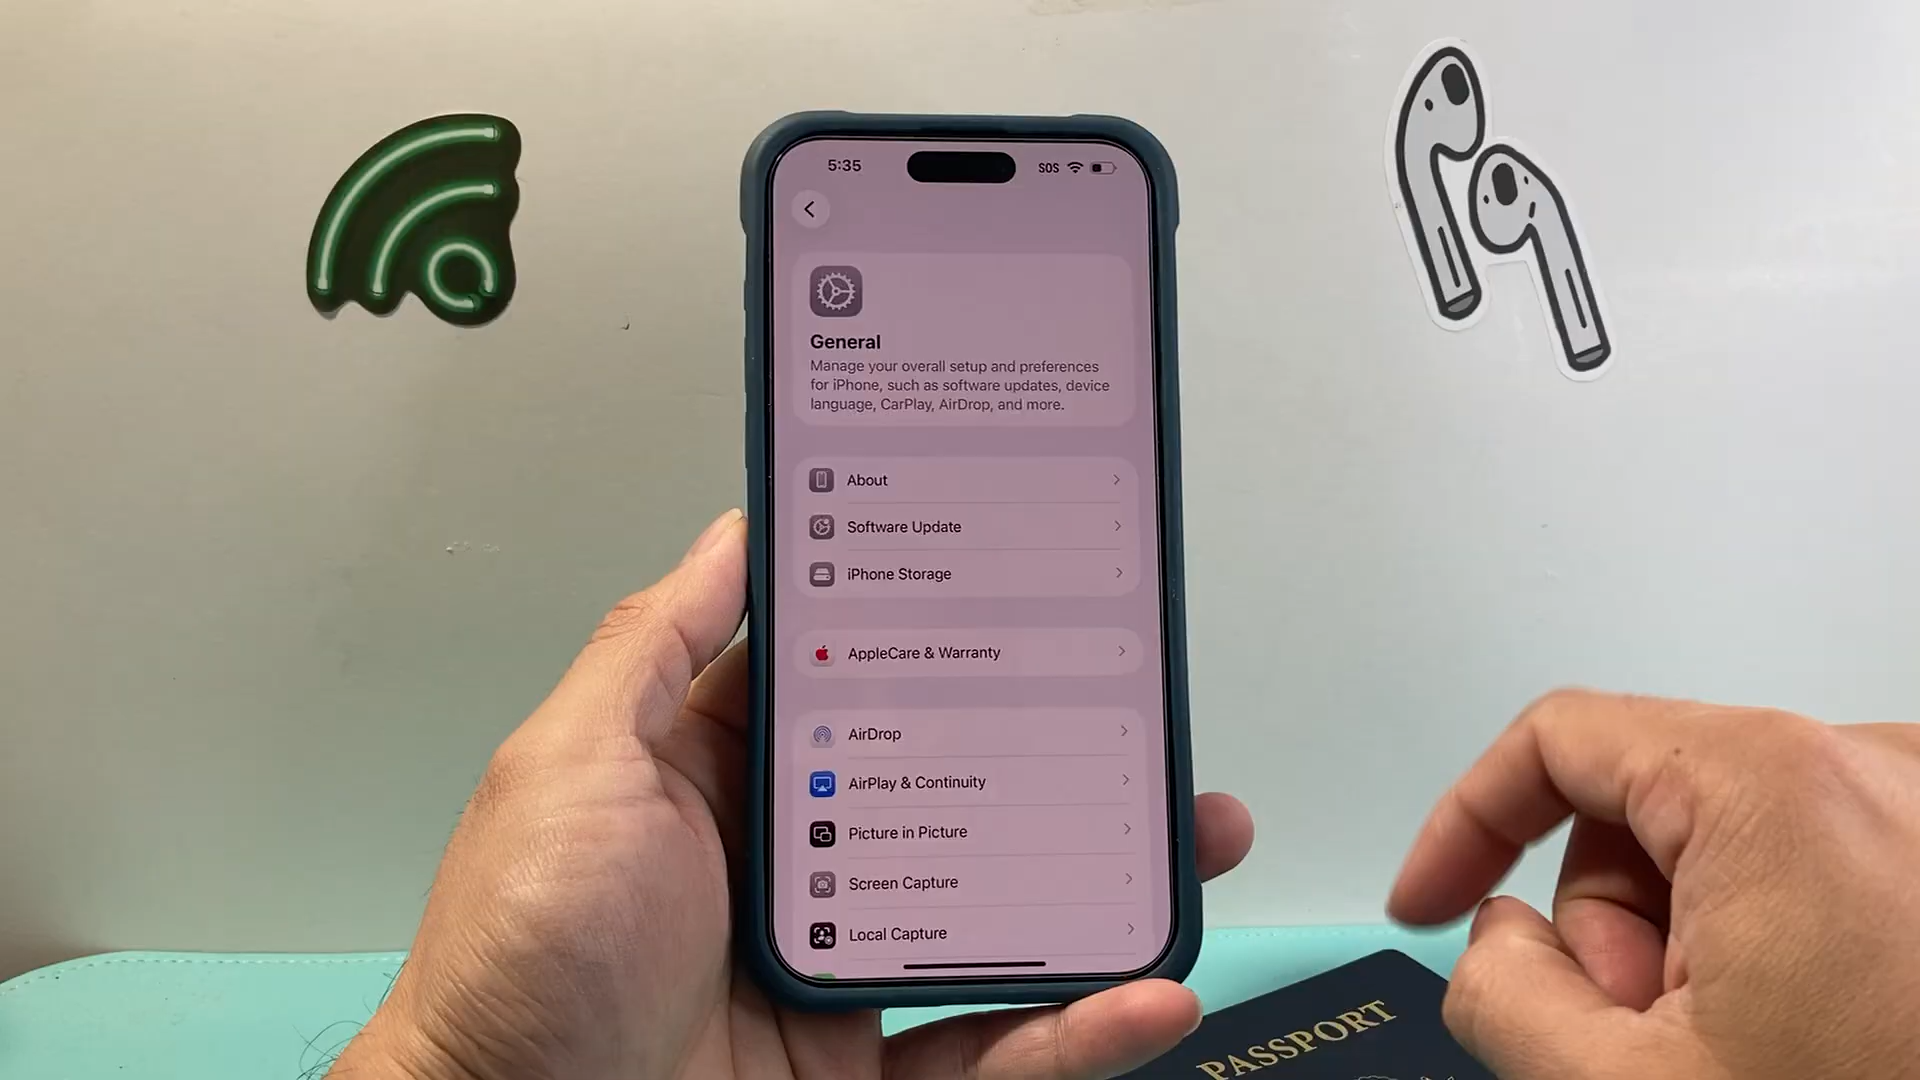 5:35
SOS
General
Manage your overall setup and preferences
for iPhone, such as software updates, device
language, CarPlay, AirDrop, and more.
About
Software Update
iPhone Storage
AppleCare & Warranty
AirDrop
AirPlay & Continuity
Picture in Picture
Screen Capture
Local Capture
PASSPORT